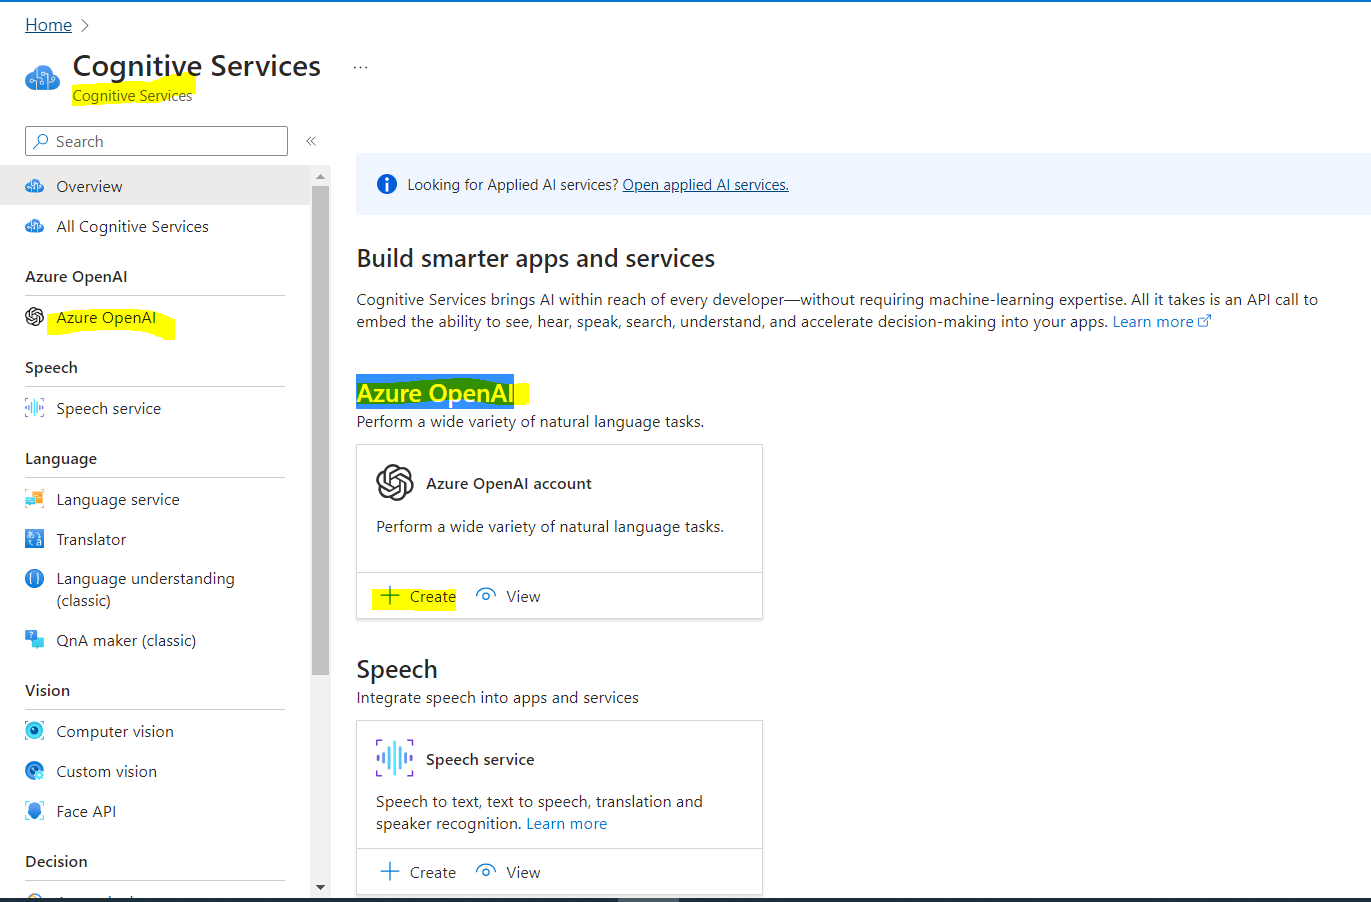 Home
Cognitive Services
...
Cognitive Services
Search
Overview
All Cognitive Services
Azure OpenAI
Azure OpenAI
Speech
Speech service
Language
Language service
Translator
Language understanding
(classic)
QnA maker (classic)
Vision
Computer vision
Custom vision
Face API
Decision
Looking for Applied AI services? Open applied AI services.
Build smarter apps and services
Cognitive Services brings AI within reach of every developer—without requiring machine-learning expertise. All it takes is an API call to
embed the ability to see, hear, speak, search, understand, and accelerate decision-making into your apps. Learn more
Azure OpenAI
Perform a wide variety of natural language tasks.
Azure OpenAI account
Perform a wide variety of natural language tasks.
Create View
Speech
Integrate speech into apps and services
Speech service
Speech to text, text to speech, translation and
speaker recognition. Learn more
Create View